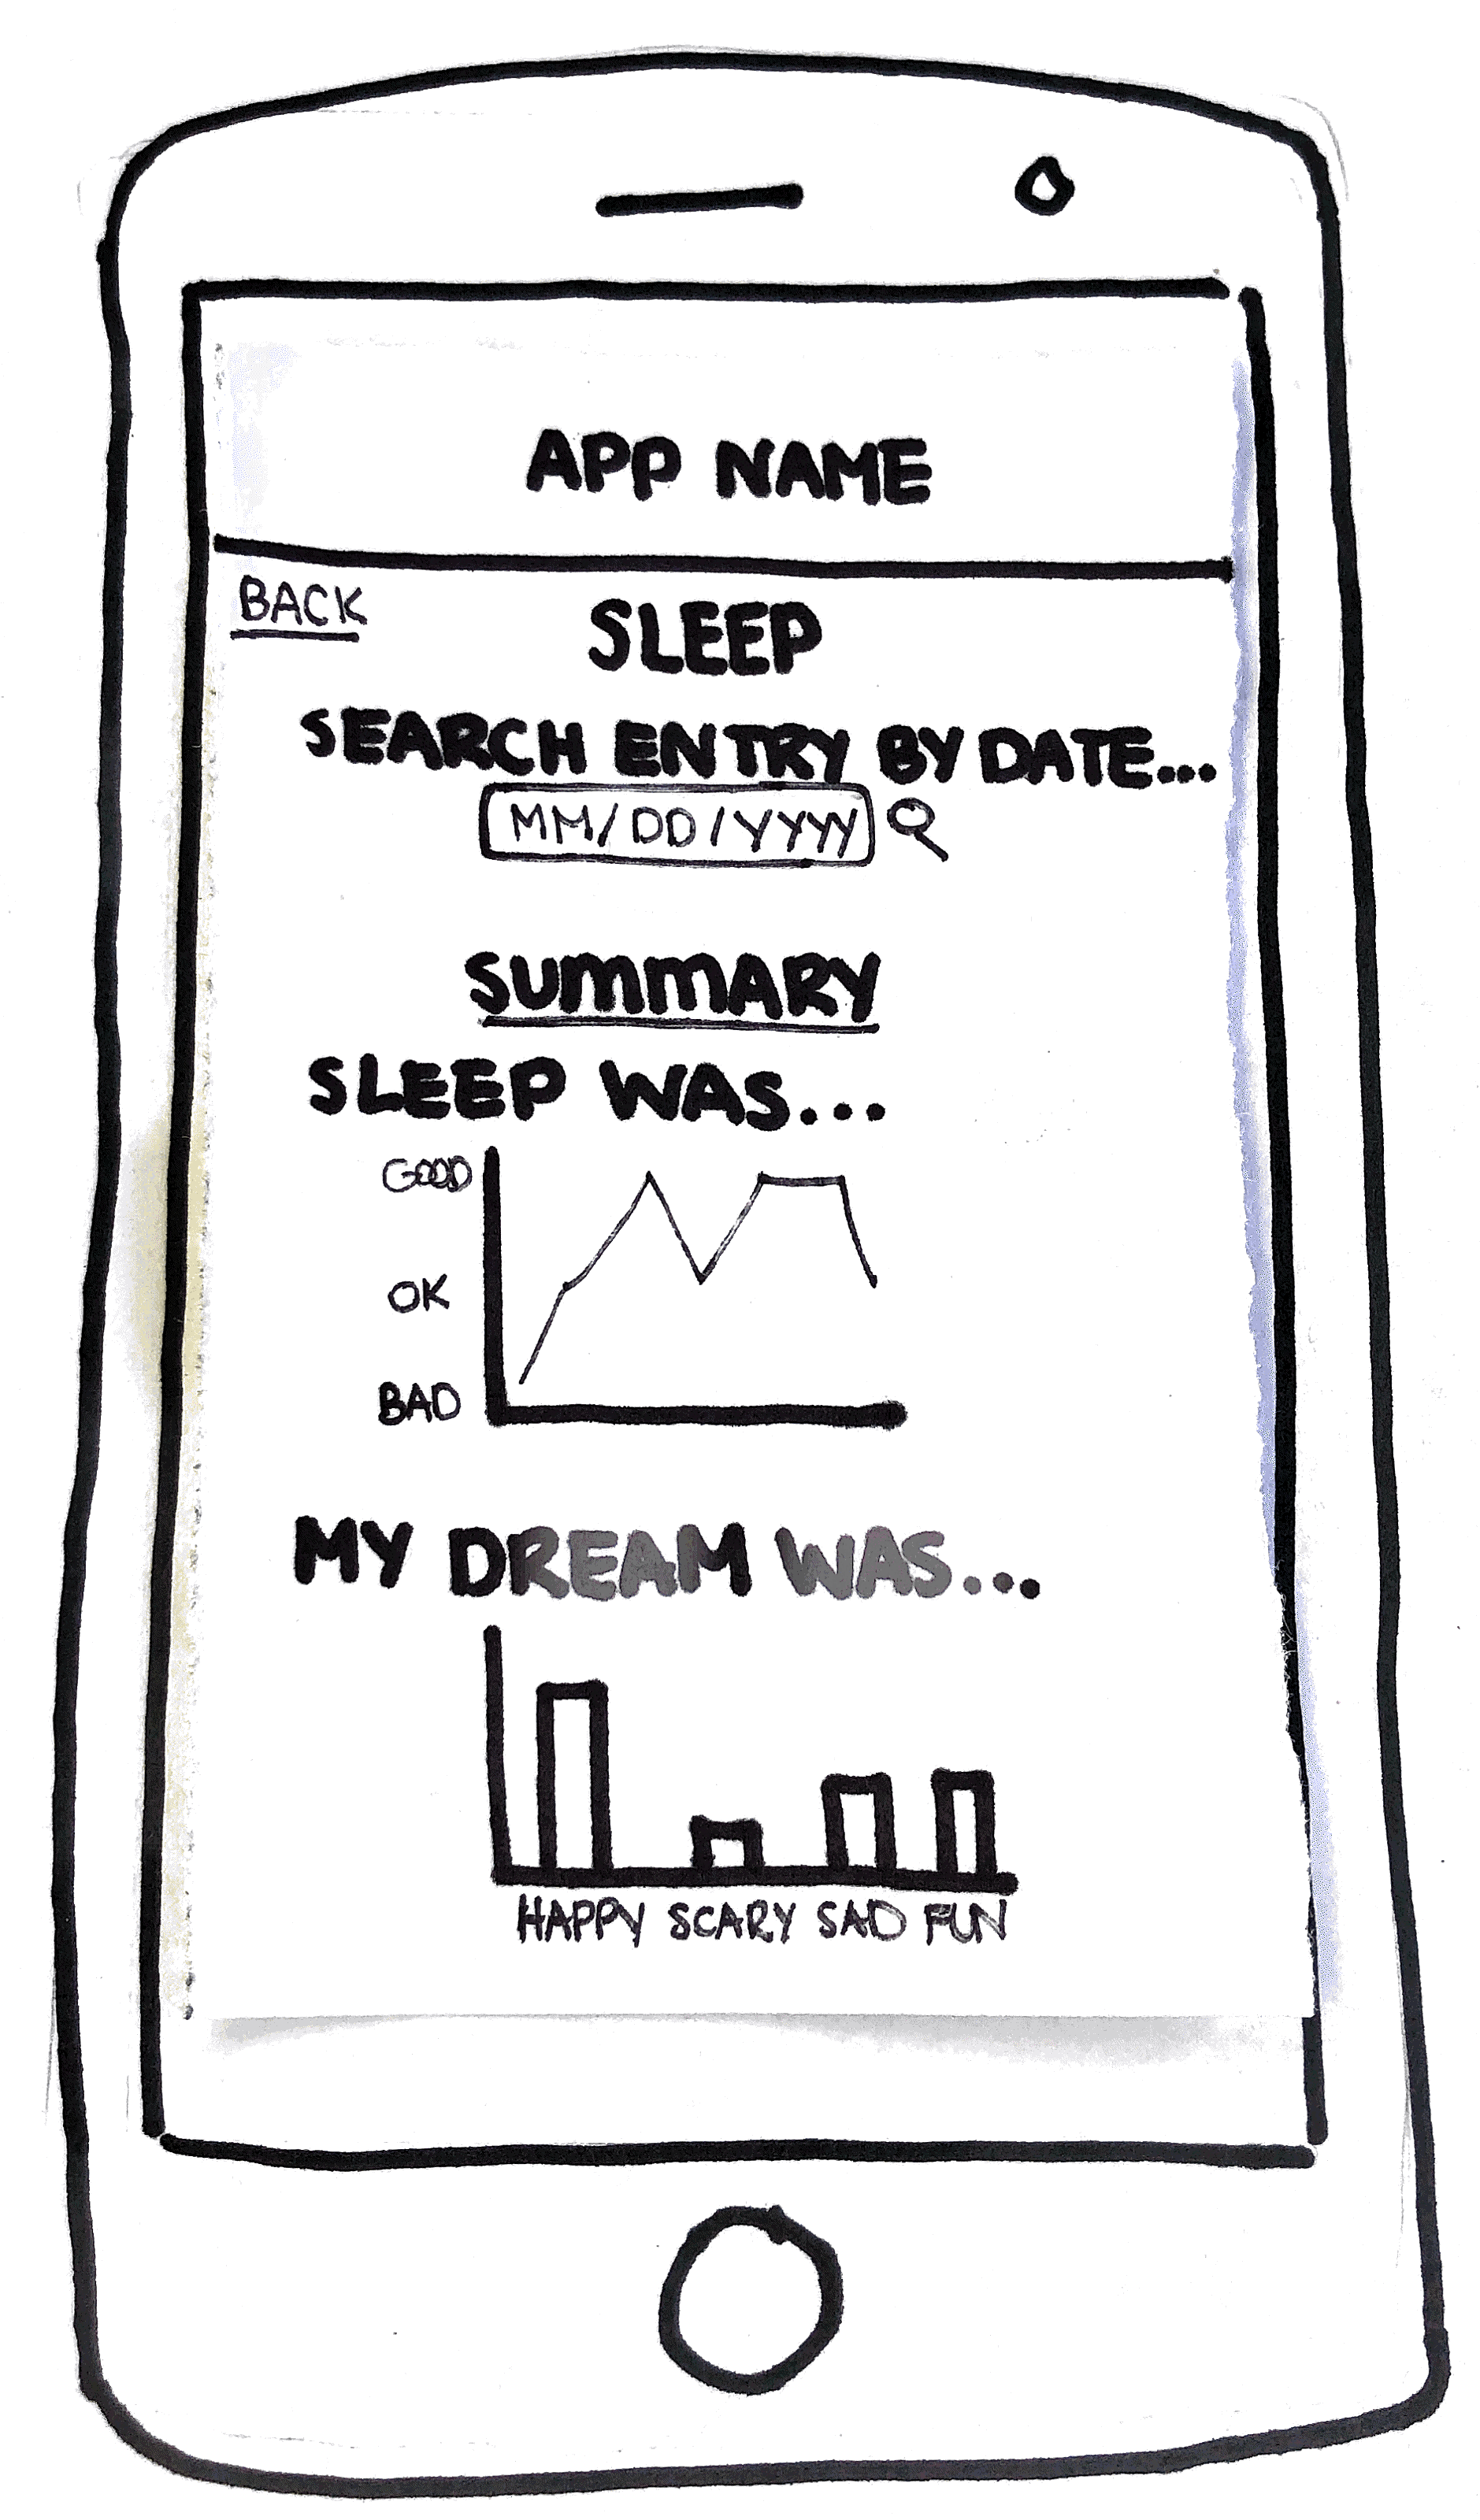 APP NAME
BACK
SLEEP
SEARCH ENTRY BY DATE...
MM/DD/YYYY
SUMMARY
SLEEP WAS...
GOOD
OK
BAD
MY DREAM WAS...
HAPPY SCARY SAD FUN